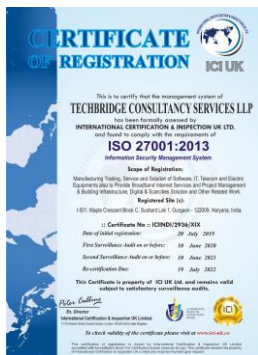 CERTIFICATE
OF REGISTRATION
ICI UK
This is to certify that the management system of
TECHBRIDGE CONSULTANCY SERVICES LLP
has been formally assessed by
INTERNATIONAL CERTIFICATION & INSPECTION UK LTD.
and found to comply with the requirements of
ISO 27001:2013
Information Security Management System
Scope of Registration:
Manufacturing Trading, Service and Solution of Software, IT, Telecom and Electric
Equipments also to Provide Broadband Internet Services and Project Management
& Building Infrastructure, Digital & Scarcities Solution and Other Related Work.
Registered Site (s):
I-501, Maple Crescent Block C, Sushant Lok 1, Gurgaon - 122009, Haryana, India.
:: Certificate No = ICIINDI/2936/XIX
Date of initial registration: 20 July 2019
First Surveillance Audit on or before: 19 June 2020
Second Surveillance Audit on or before: 19 June 2021
Re-certification Due: 19 July 2022
This Certificate is property of ICI UK Ltd. and remains valid
subject to satisfactory surveillance audits.
Peter Collins
Ex. Director
International Certification & Inspection UK Limited
ICI
To check validity of the certificate please visit at www.ici-uk.co